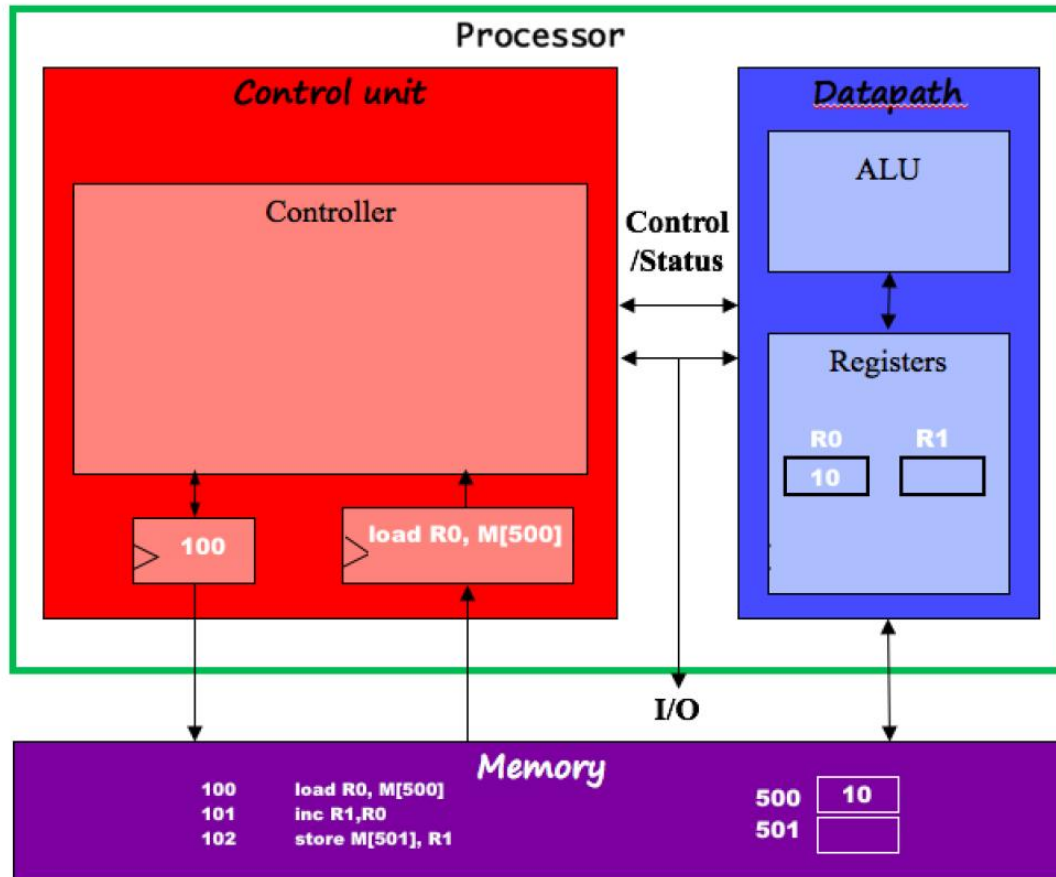 Processor
Control unit
Datapath
ALU
Controller
Control
/Status
Registers
R0 R1
10
100
load R0, M[500]
I/O
Memory
100 load R0, M[500]
101 inc R1,R0
102 store M[501], R1
500 10
501